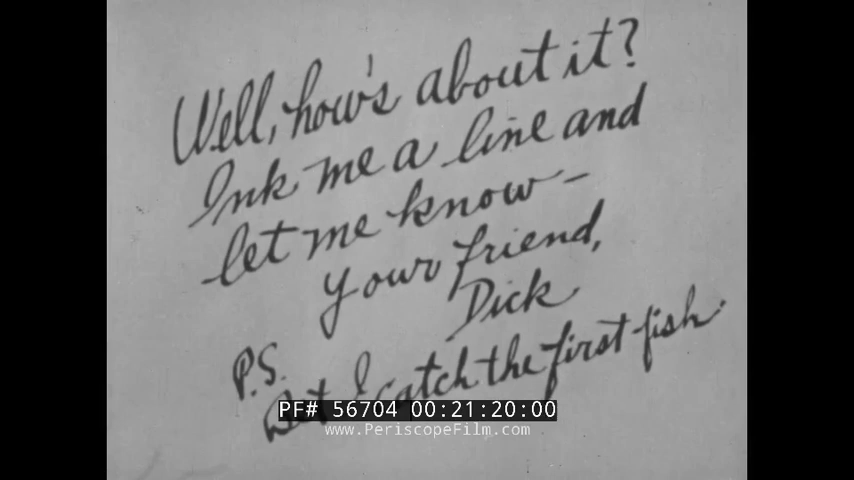 Well, how's about it?
Ink me a line and
let me know -
your friend,
Dick
P.S.
Bet I catch the first fish
PF# 56704 00:21:20:00
www.PeriscopeFilm.com